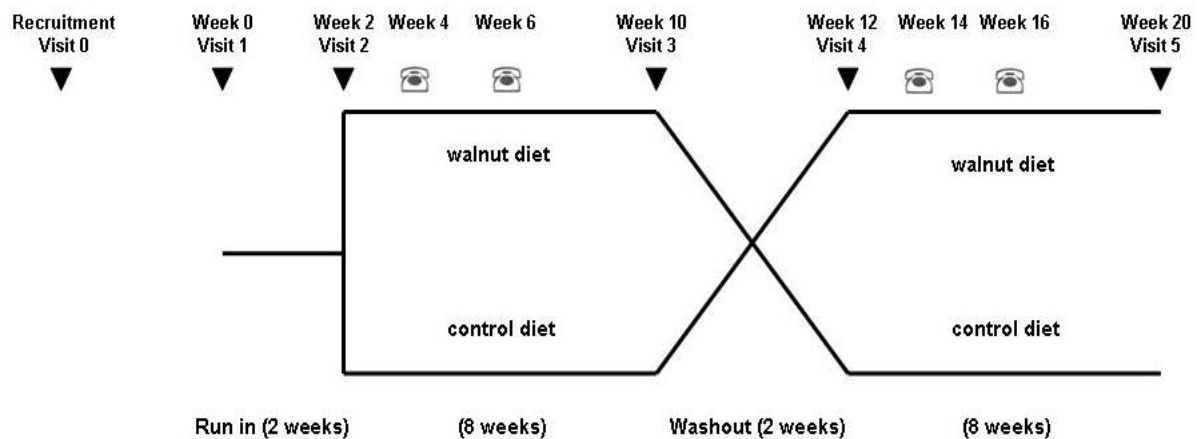 Recruitment
Visit 0
Week 0
Visit 1
Week 2
Visit 2
Week 4
Week 6
Week 10
Visit 3
Week 12
Visit 4
Week 14
Week 16
Week 20
Visit 5
walnut diet
walnut diet
control diet
control diet
Run in (2 weeks)
(8 weeks)
Washout (2 weeks)
(8 weeks)